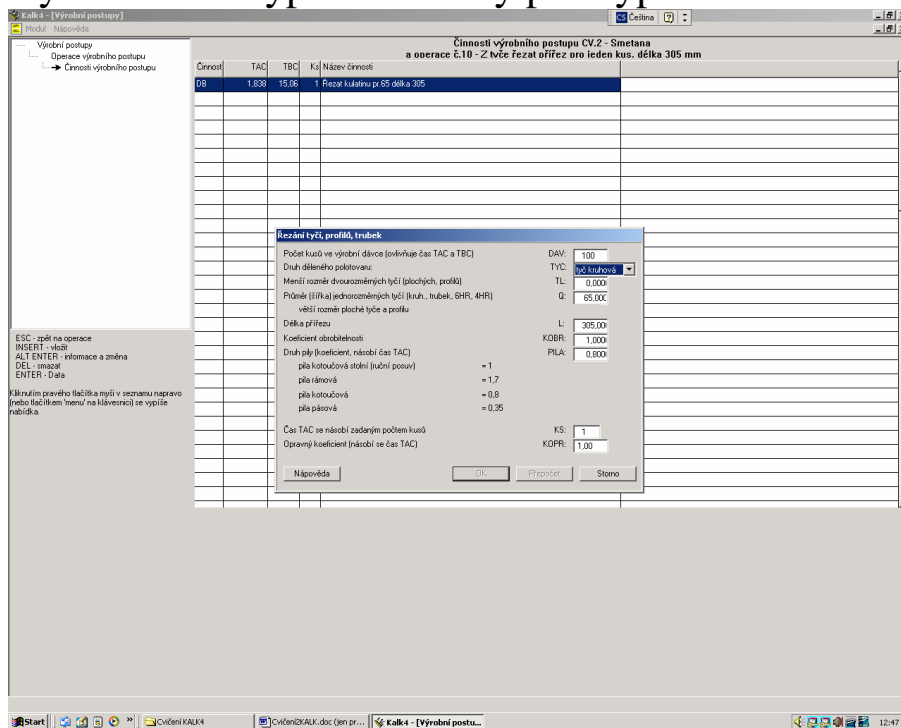 Kalk4 - [Výrobní postupy]
CS Čeština
Modul Nápověda
Výrobní postupy
Operace výrobního postupu
Činnosti výrobního postupu
Činnosti výrobního postupu CV.2 - Smetana
a operace č.10 - Z tyče řezat přířez pro jeden kus. délka 305 mm
Činnost TAC TBC Ks Název činnosti
DB 1,838 15,06 1 Řezat kulatinu pr.65 délka 305
Řezání tyčí, profilů, trubek
Počet kusů ve výrobní dávce (ovlivňuje čas TAC a TBC) DAV: 100
Druh děleného polotovaru: TYC: tyč kruhová
Menší rozměr dvourozměrných tyčí (plochých, profilů) TL: 0,000
Průměr (šířka) jednorozměrných tyčí (kruh., trubek, 6HR, 4HR) Q: 65,00
větší rozměr ploché tyče a profilu
Délka přířezu L: 305,00
Koeficient obrobitelnosti KOBR: 1,000
Druh pily (koeficient, násobí čas TAC) PILA: 0,800
pila kotoučová stolní (ruční posuv) = 1
pila rámová = 1,7
pila kotoučová = 0,8
pila pásová = 0,35
Čas TAC se násobí zadaným počtem kusů KS: 1
Opravný koeficient (násobí se čas TAC) KOPR: 1,00
Nápověda OK Přepočet Storno
ESC - zpět na operace
INSERT - vložit
ALT ENTER - informace a změna
DEL - smazat
ENTER - Data
Kliknutím pravého tlačítka myši v seznamu napravo
(nebo tlačítkem 'menu' na klávesnici) se vypíše
nabídka.
Start Cvičení KALK4 Cvičení2KALK.doc (jen pr... Kalk4 - [Výrobní postu... 12:47